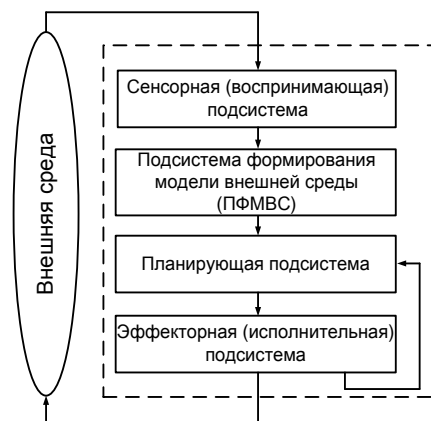 Внешняя среда
Сенсорная (воспринимающая)
подсистема
Подсистема формирования
модели внешней среды
(ПФМВС)
Планирующая подсистема
Эффекторная (исполнительная)
подсистема